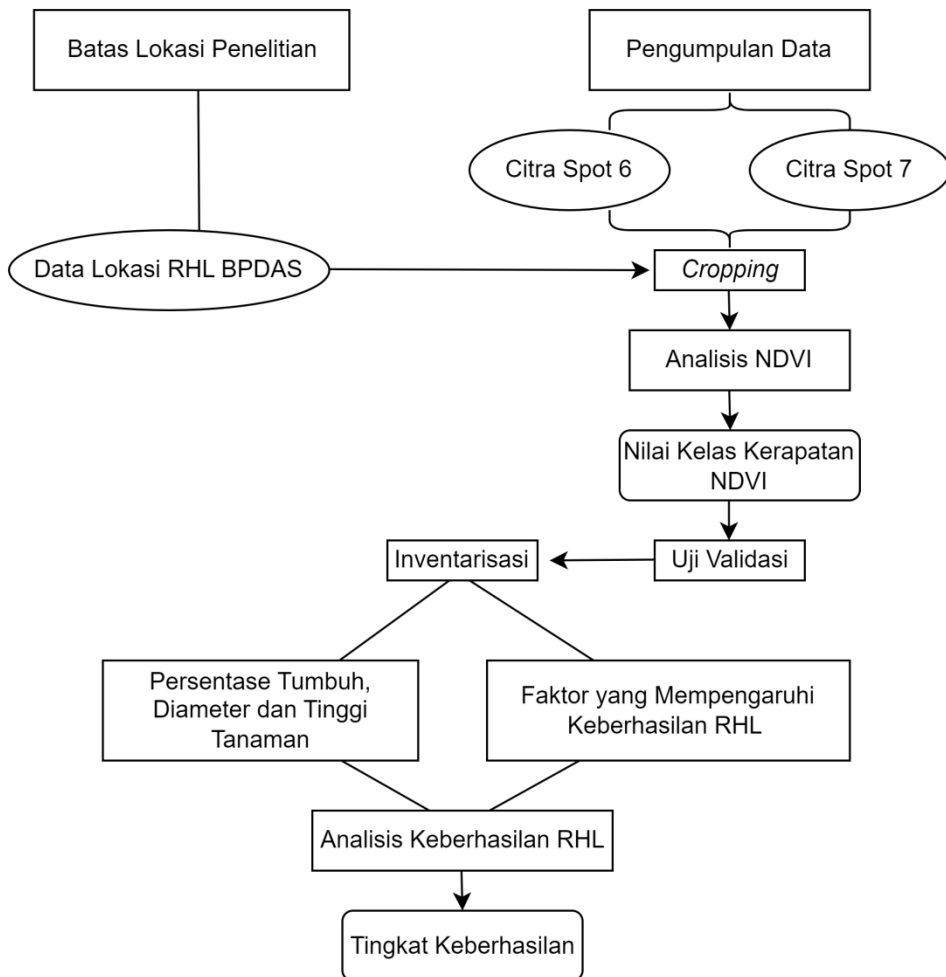 Batas Lokasi Penelitian
Pengumpulan Data
Citra Spot 6
Citra Spot 7
Data Lokasi RHL BPDAS
Cropping
Analisis NDVI
Nilai Kelas Kerapatan
NDVI
Inventarisasi
Uji Validasi
Persentase Tumbuh,
Diameter dan Tinggi
Tanaman
Faktor yang Mempengaruhi
Keberhasilan RHL
Analisis Keberhasilan RHL
Tingkat Keberhasilan